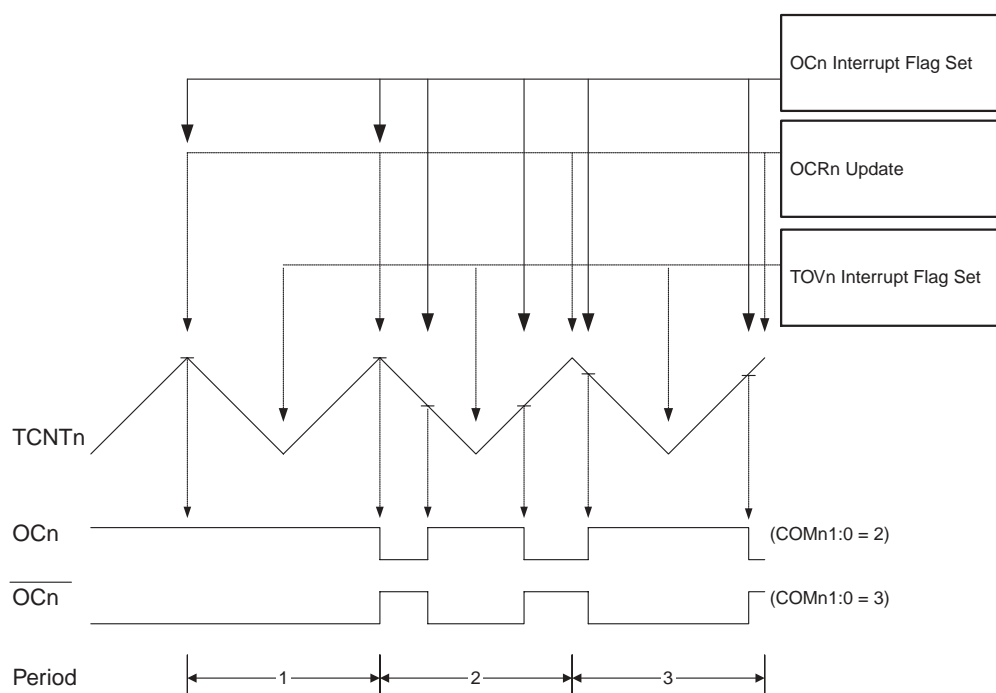 OCn Interrupt Flag Set
OCRn Update
TOVn Interrupt Flag Set
TCNTn
OCn
(COMn1:0 = 2)
OCn
(COMn1:0 = 3)
Period
1
2
3